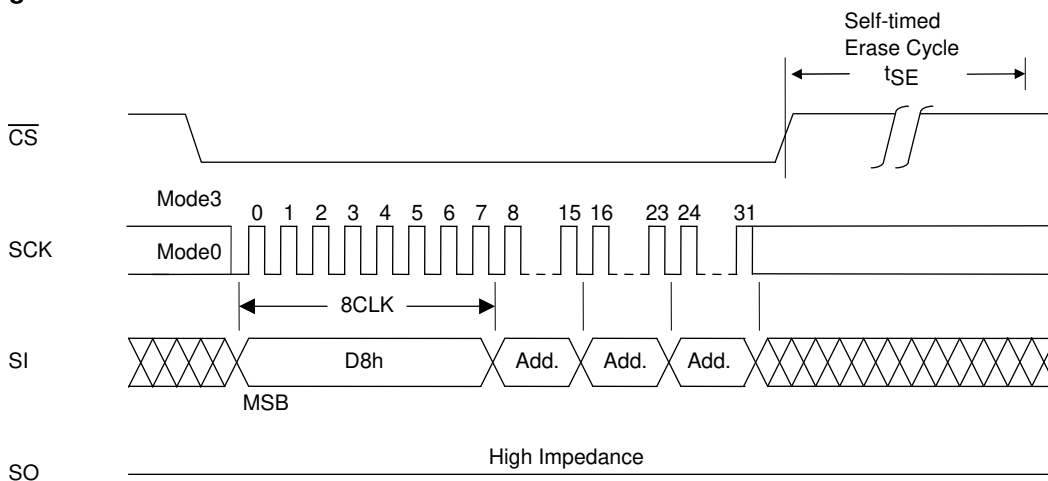 Self-timed
Erase Cycle
tSE
CS
Mode3
0 1 2 3 4 5 6 7 8 15 16 23 24 31
SCK
Mode0
8CLK
SI
D8h
Add.
Add.
Add.
MSB
High Impedance
SO